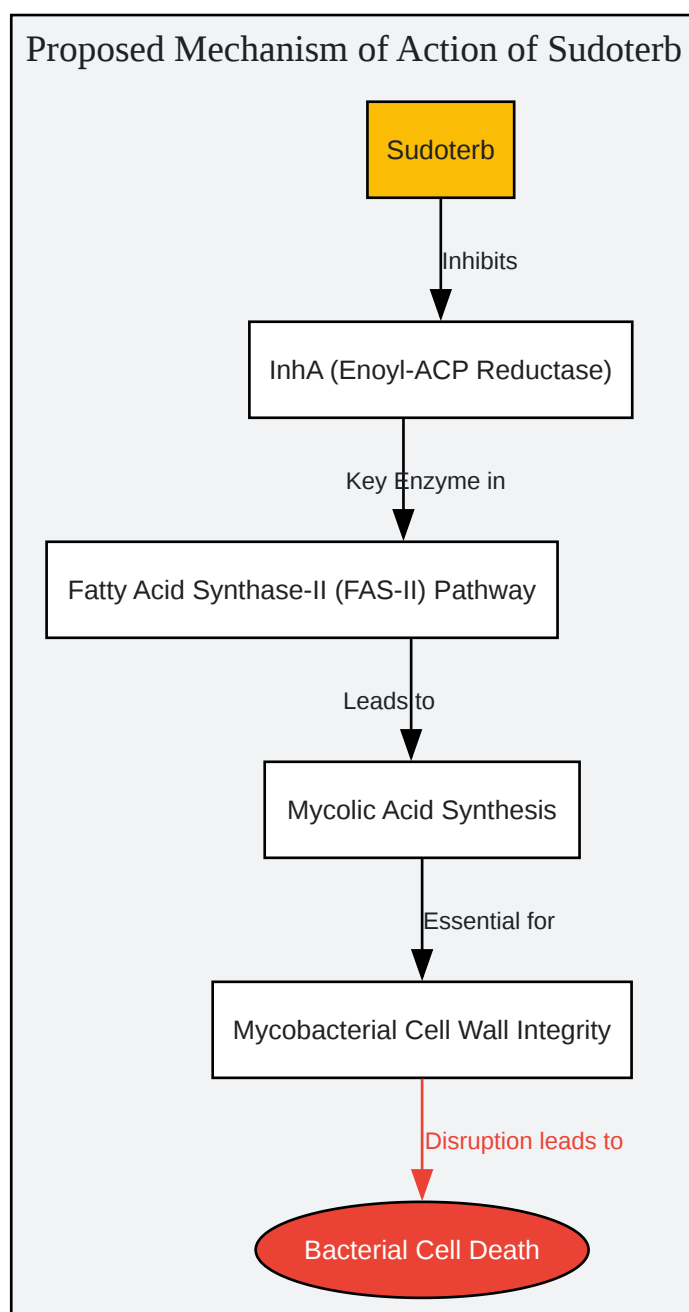 Proposed Mechanism of Action of Sudoterb
Sudoterb
Inhibits
InhA (Enoyl-ACP Reductase)
Key Enzyme in
Fatty Acid Synthase-II (FAS-II) Pathway
Leads to
Mycolic Acid Synthesis
Essential for
Mycobacterial Cell Wall Integrity
Disruption leads to
Bacterial Cell Death